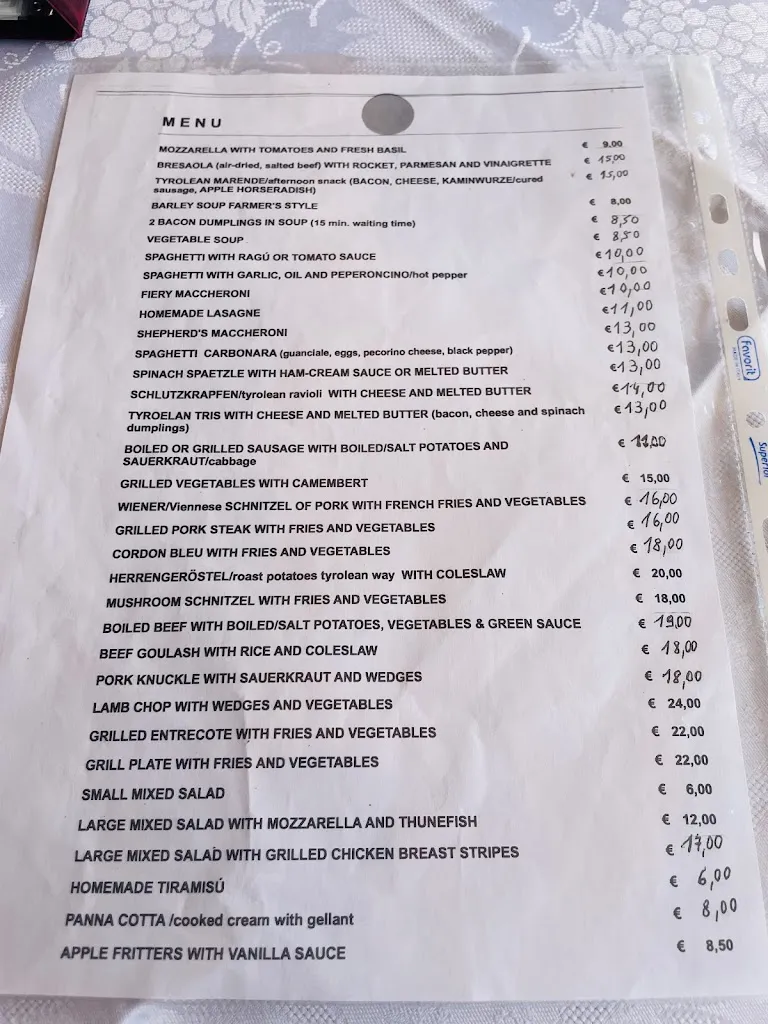 MENU
MOZZARELLA WITH TOMATOES AND FRESH BASIL € 9.00
BRESAOLA (air-dried, salted beef) WITH ROCKET, PARMESAN AND VINAIGRETTE € 15,00
TYROLEAN MARENDE/afternoon snack (BACON, CHEESE, KAMINWURZE/cured € 15,00
sausage, APPLE HORSERADISH)
BARLEY SOUP FARMER'S STYLE € 8,00
2 BACON DUMPLINGS IN SOUP (15 min. waiting time) € 8,50
VEGETABLE SOUP € 8,50
SPAGHETTI WITH RAGÚ OR TOMATO SAUCE € 10,00
SPAGHETTI WITH GARLIC, OIL AND PEPERONCINO/hot pepper € 10,00
FIERY MACCHERONI € 10,00
HOMEMADE LASAGNE € 11,00
SHEPHERD'S MACCHERONI € 13,00
SPAGHETTI CARBONARA (guanciale, eggs, pecorino cheese, black pepper) € 13,00
SPINACH SPAETZLE WITH HAM-CREAM SAUCE OR MELTED BUTTER € 13,00
SCHLUTZKRAPFEN/tyrolean ravioli WITH CHEESE AND MELTED BUTTER € 14,00
TYROELAN TRIS WITH CHEESE AND MELTED BUTTER (bacon, cheese and spinach € 13,00
dumplings)
BOILED OR GRILLED SAUSAGE WITH BOILED/SALT POTATOES AND €
SAUERKRAUT/cabbage
GRILLED VEGETABLES WITH CAMEMBERT € 15,00
WIENER/Viennese SCHNITZEL OF PORK WITH FRENCH FRIES AND VEGETABLES € 16,00
GRILLED PORK STEAK WITH FRIES AND VEGETABLES € 16,00
CORDON BLEU WITH FRIES AND VEGETABLES € 18,00
HERRENGERÖSTEL/roast potatoes tyrolean way WITH COLESLAW € 20,00
MUSHROOM SCHNITZEL WITH FRIES AND VEGETABLES € 18,00
BOILED BEEF WITH BOILED/SALT POTATOES, VEGETABLES & GREEN SAUCE € 19,00
BEEF GOULASH WITH RICE AND COLESLAW € 18,00
PORK KNUCKLE WITH SAUERKRAUT AND WEDGES € 18,00
LAMB CHOP WITH WEDGES AND VEGETABLES € 24,00
GRILLED ENTRECOTE WITH FRIES AND VEGETABLES € 22,00
GRILL PLATE WITH FRIES AND VEGETABLES € 22,00
SMALL MIXED SALAD € 6,00
LARGE MIXED SALAD WITH MOZZARELLA AND THUNEFISH € 12,00
LARGE MIXED SALAD WITH GRILLED CHICKEN BREAST STRIPES € 17,00
HOMEMADE TIRAMISÚ € 6,00
PANNA COTTA /cooked cream with gellant € 8,00
APPLE FRITTERS WITH VANILLA SAUCE € 8,50
favorit
MADE IN ITALY
Superior